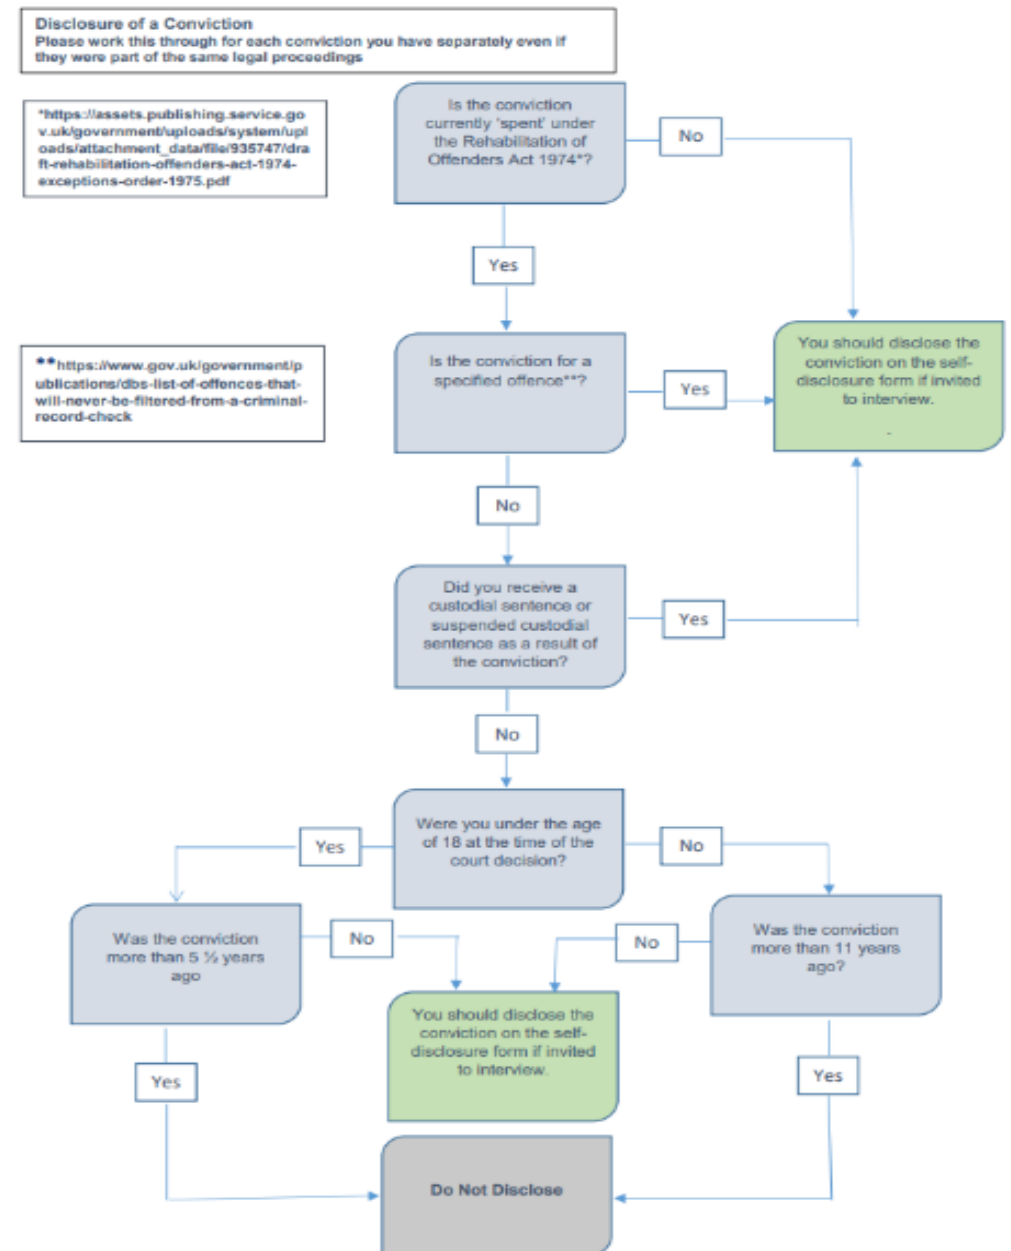 Disclosure of a Conviction
Please work this through for each conviction you have separately even if
they were part of the same legal proceedings
*https://assets.publishing.service.go
v.uk/government/uploads/system/upl
oads/attachment_data/file/935747/dra
ft-rehabilitation-offenders-act-1974-
exceptions-order-1975.pdf
Is the conviction
currently 'spent' under
the Rehabilitation of
Offenders Act 1974*?
No
Yes
**https://www.gov.uk/government/p
ublications/dbs-list-of-offences-that-
will-never-be-filtered-from-a-criminal-
record-check
Is the conviction for a
specified offence**?
Yes
You should disclose the
conviction on the self-
disclosure form if invited
to interview.
.
No
Did you receive a
custodial sentence or
suspended custodial
sentence as a result of
the conviction?
Yes
No
Were you under the age
of 18 at the time of the
court decision?
Yes
No
Was the conviction
more than 5 ½ years
ago
No
No
Was the conviction
more than 11 years
ago?
You should disclose the
conviction on the self-
disclosure form if invited
to interview.
Yes
Yes
Do Not Disclose